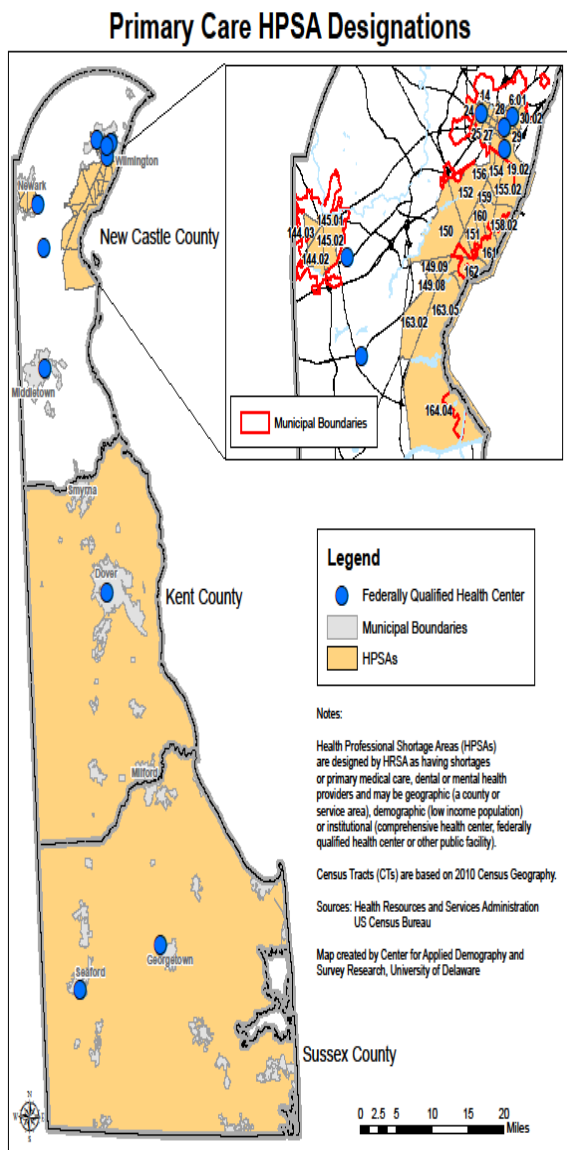 Primary Care HPSA Designations
Wilmington
Newark
New Castle County
Middletown
14
6.01
24
28
30.02
25
27
29
156
154
19.02
152
159
155.02
145.01
144.03
145.02
144.02
160
158.02
150
151
161
149.09
162
149.08
163.05
163.02
164.04
Municipal Boundaries
Smyrna
Dover
Kent County
Milford
Georgetown
Seaford
Sussex County
Legend
Federally Qualified Health Center
Municipal Boundaries
HPSAs
Notes:
Health Professional Shortage Areas (HPSAs)
are designed by HRSA as having shortages
or primary medical care, dental or mental health
providers and may be geographic (a county or
service area), demographic (low income population)
or institutional (comprehensive health center, federally
qualified health center or other public facility).
Census Tracts (CTs) are based on 2010 Census Geography.
Sources: Health Resources and Services Administration
US Census Bureau
Map created by Center for Applied Demography and
Survey Research, University of Delaware
N
W E
S
0 2.5 5 10 15 20
Miles